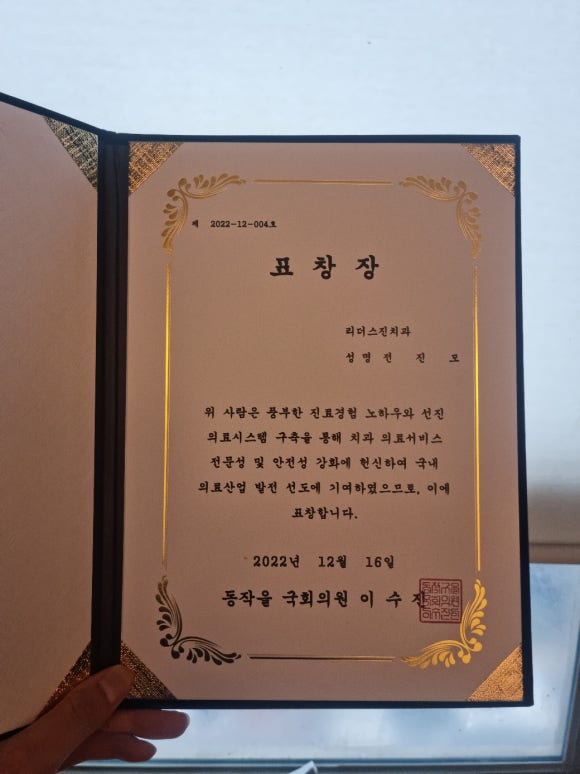 제 2022-12-004호
표 창 장
리더스진치과
성 명 전 진 모
위 사람은 풍부한 진료경험 노하우와 선진
의료시스템 구축을 통해 치과 의료서비스
전문성 및 안전성 강화에 헌신하여 국내
의료산업 발전 선도에 기여하였으므로, 이에
표창합니다.
2022년 12월 16일
동작을 국회의원 이 수 진